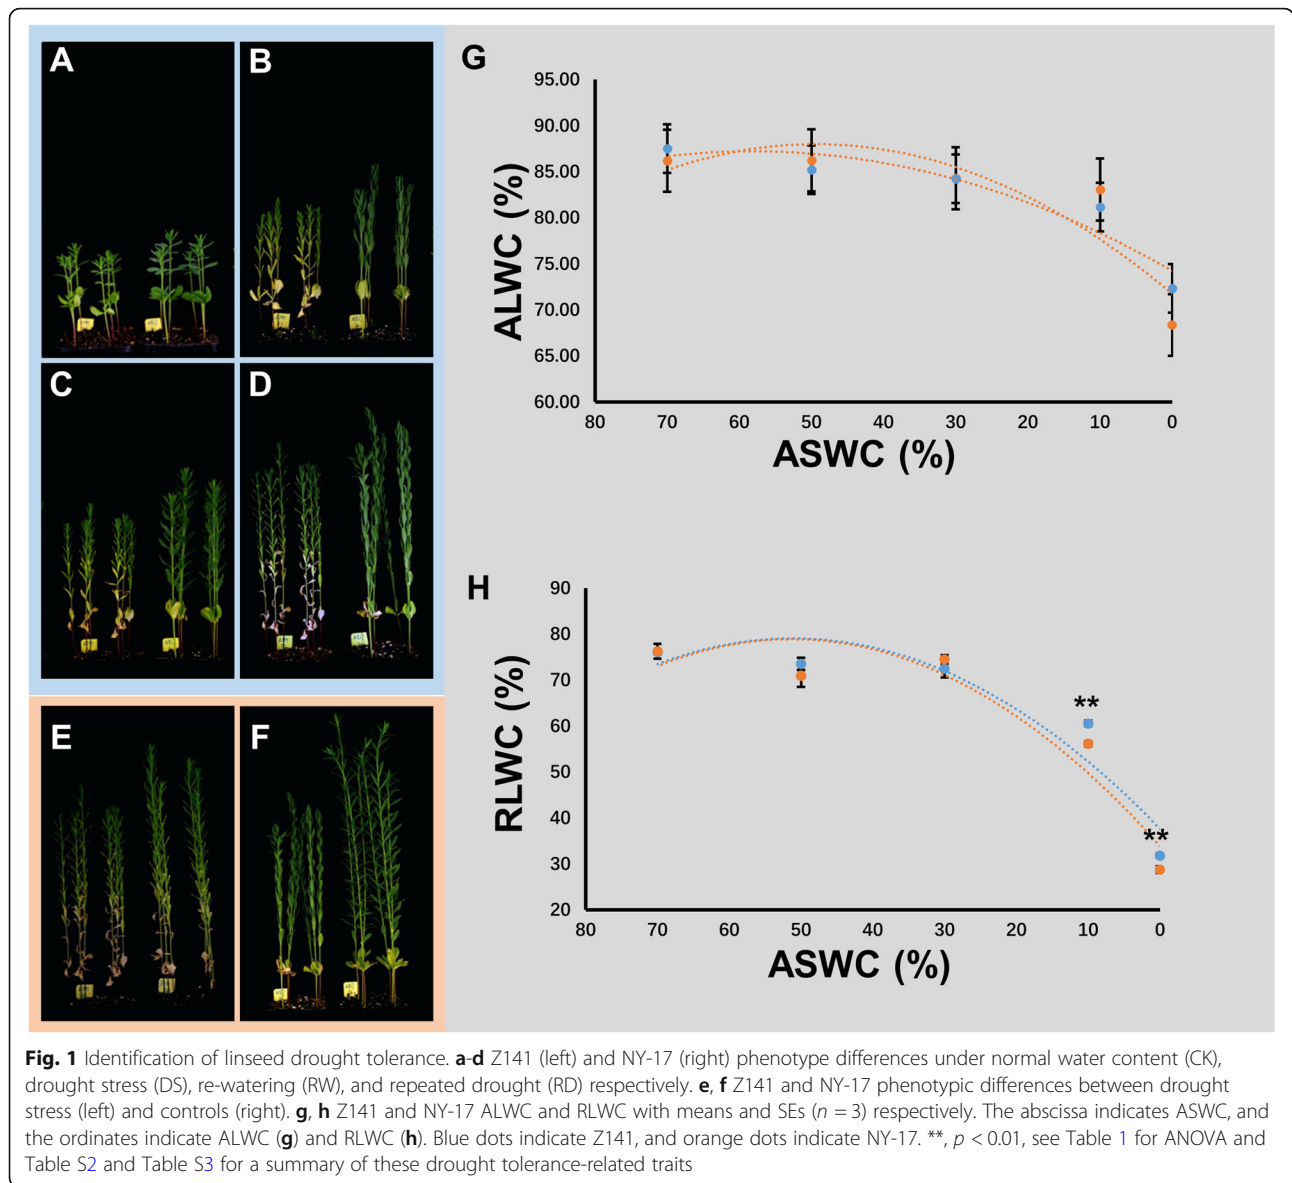 A
B
C
D
E
F
G
95.00
90.00
85.00
80.00
75.00
70.00
65.00
60.00
ALWC (%)
80 70 60 50 40 30 20 10 0
ASWC (%)
H
90
80
70
60
50
40
30
20
RLWC (%)
**
**
80 70 60 50 40 30 20 10 0
ASWC (%)
Fig. 1 Identification of linseed drought tolerance. a-d Z141 (left) and NY-17 (right) phenotype differences under normal water content (CK),
drought stress (DS), re-watering (RW), and repeated drought (RD) respectively. e, f Z141 and NY-17 phenotypic differences between drought
stress (left) and controls (right). g, h Z141 and NY-17 ALWC and RLWC with means and SEs (n = 3) respectively. The abscissa indicates ASWC, and
the ordinates indicate ALWC (g) and RLWC (h). Blue dots indicate Z141, and orange dots indicate NY-17. **, p < 0.01, see Table 1 for ANOVA and
Table S2 and Table S3 for a summary of these drought tolerance-related traits